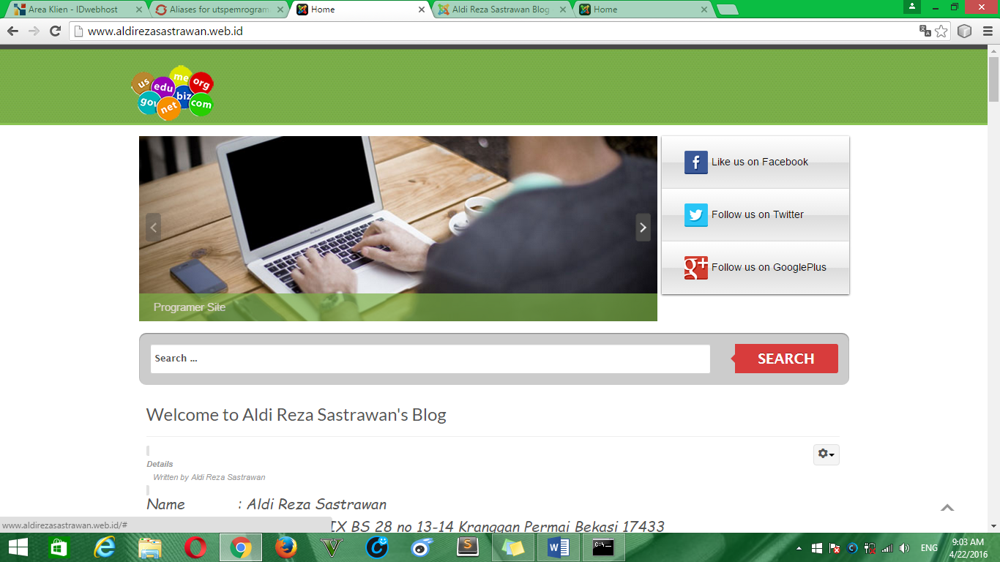 Area Klien - IDwebhost
Aliases for utspemrogram
Home
Aldi Reza Sastrawan Blog
Home
www.aldirezasastrawan.web.id
us
edu
me
org
gov
net
biz
com
Like us on Facebook
Follow us on Twitter
Follow us on GooglePlus
Programer Site
Search ...
SEARCH
Welcome to Aldi Reza Sastrawan's Blog
Details
Written by Aldi Reza Sastrawan
Name : Aldi Reza Sastrawan
IX BS 28 no 13-14 Kranggan Permai Bekasi 17433
www.aldirezasastrawan.web.id/#
ENG
9:03 AM
4/22/2016